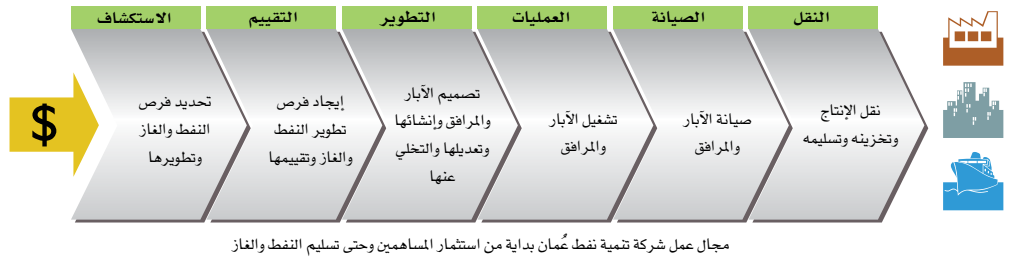 $
الاستكشاف
تحديد فرص
النفط والغاز
وتطويرها
التقييم
إيجاد فرص
تطوير النفط
والغاز وتقييمها
التطوير
تصميم الآبار
والمرافق وإنشائها
وتعديلها والتخلي
عنها
العمليات
تشغيل الآبار
والمرافق
الصيانة
صيانة الآبار
والمرافق
النقل
نقل الإنتاج
وتخزينه وتسليمه
مجال عمل شركة تنمية نفط عُمان بداية من استثمار المساهمين وحتى تسليم النفط والغاز